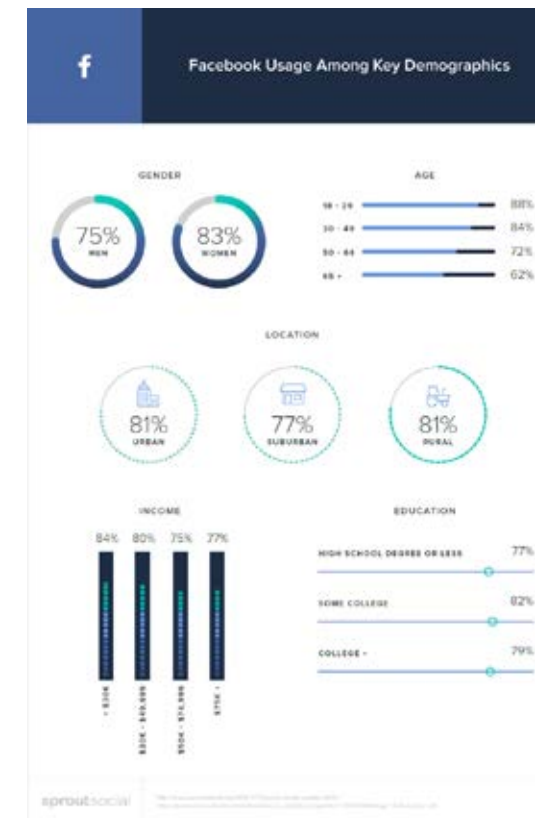 f
Facebook Usage Among Key Demographics
GENDER
AGE
75%
MEN
83%
WOMEN
18 - 29 88%
30 - 49 84%
50 - 64 72%
65 + 62%
LOCATION
81%
URBAN
77%
SUBURBAN
81%
RURAL
INCOME
84% 80% 75% 77%
< $30K
$30K - $49,999
$50K - $74,999
$75K +
EDUCATION
HIGH SCHOOL DEGREE OR LESS 77%
SOME COLLEGE 82%
COLLEGE + 79%
sproutsocial